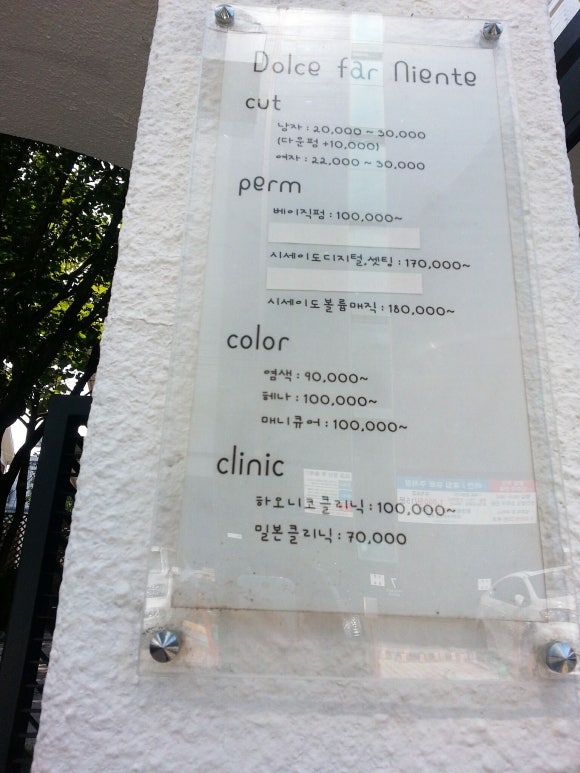 Dolce far Niente
cut
남자 : 20,000 ~ 30,000
(다운펌 +10,000)
여자 : 22,000 ~ 30,000
perm
베이직펌 : 100,000~
시세이도디지털,셋팅 : 170,000~
시세이도볼륨매직 : 180,000~
color
염색 : 90,000~
헤나 : 100,000~
매니큐어 : 100,000~
clinic
하오니코클리닉 : 100,000~
밀본클리닉 : 70,000